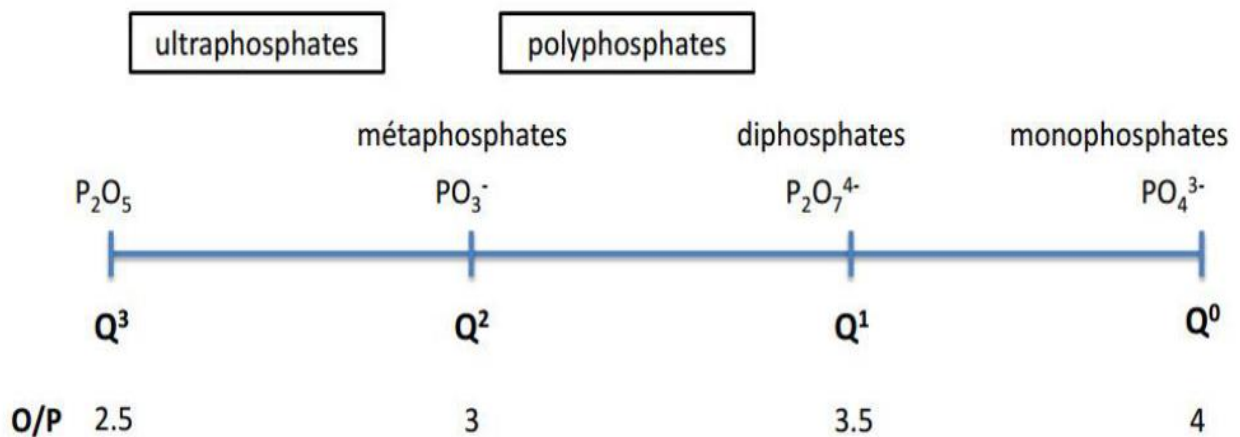 ultraphosphates polyphosphates
métaphosphates diphosphates monophosphates
P₂O₅ PO₃⁻ P₂O₇⁴⁻ PO₄³⁻
Q³ Q² Q¹ Q⁰
O/P 2.5 3 3.5 4